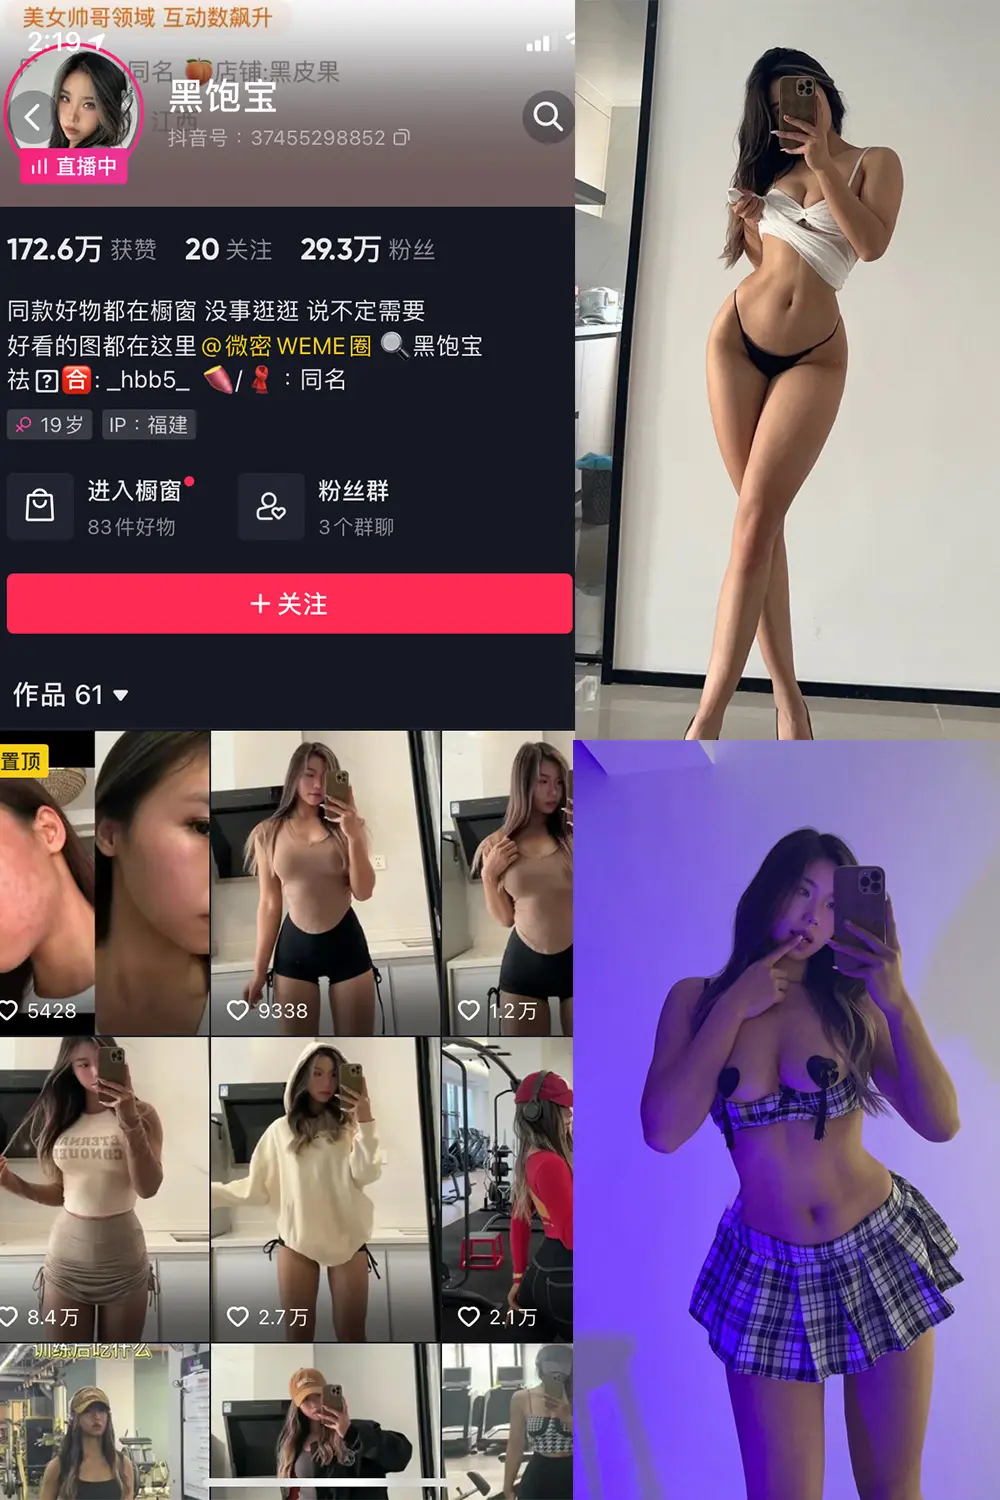 美女帅哥领域 互动数飙升
2:19
同名 🍑店铺:黑皮果
黑饱宝
江西
抖音号：37455298852
直播中
172.6万 获赞 20 关注 29.3万 粉丝
同款好物都在橱窗 没事逛逛 说不定需要
好看的图都在这里@微密WEME圈 🔍黑饱宝
祛?合: _hbb5_ 🍠/🧣：同名
♀ 19岁 IP：福建
进入橱窗 粉丝群
83件好物 3个群聊
+ 关注
作品 61
置顶
5428 9338 1.2万
ETERNAL
CONQUER
8.4万 2.7万 2.1万
训练后吃什么